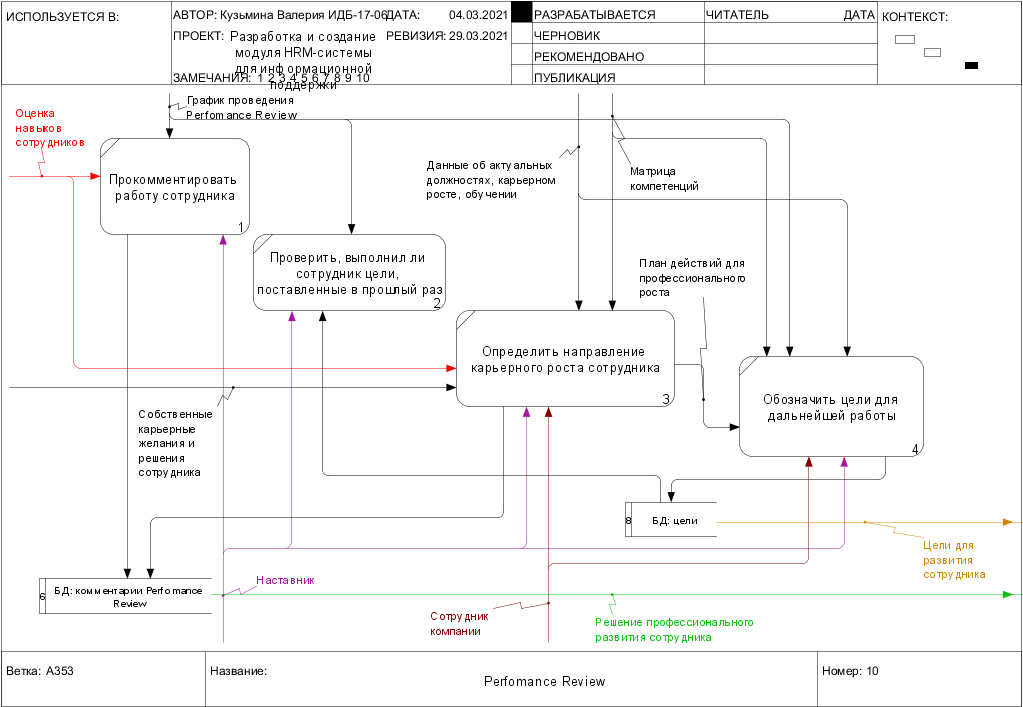 ИСПОЛЬЗУЕТСЯ В:
АВТОР: Кузьмина Валерия ИДБ-17-06
ДАТА: 04.03.2021
РАЗРАБАТЫВАЕТСЯ
ЧИТАТЕЛЬ
ДАТА
КОНТЕКСТ:
ПРОЕКТ: Разработка и создание
модуля HRM-системы
для информационной
поддержки
РЕВИЗИЯ: 29.03.2021
ЧЕРНОВИК
РЕКОМЕНДОВАНО
ЗАМЕЧАНИЯ: 1 2 3 4 5 6 7 8 9 10
ПУБЛИКАЦИЯ
График проведения
Perfomance Review
Оценка
навыков
сотрудников
Прокомментировать
работу сотрудника
1
Данные об актуальных
должностях, карьерном
росте, обучении
Матрица
компетенций
Проверить, выполнил ли
сотрудник цели,
поставленные в прошлый раз
2
План действий для
профессионального
роста
Определить направление
карьерного роста сотрудника
3
Обозначить цели для
дальнейшей работы
4
Собственные
карьерные
желания и
решения
сотрудника
8
БД: цели
Цели для
развития
сотрудника
Наставник
6
БД: комментарии Perfomance
Review
Сотрудник
компании
Решение профессионального
развития сотрудника
Ветка: A353
Название:
Perfomance Review
Номер: 10